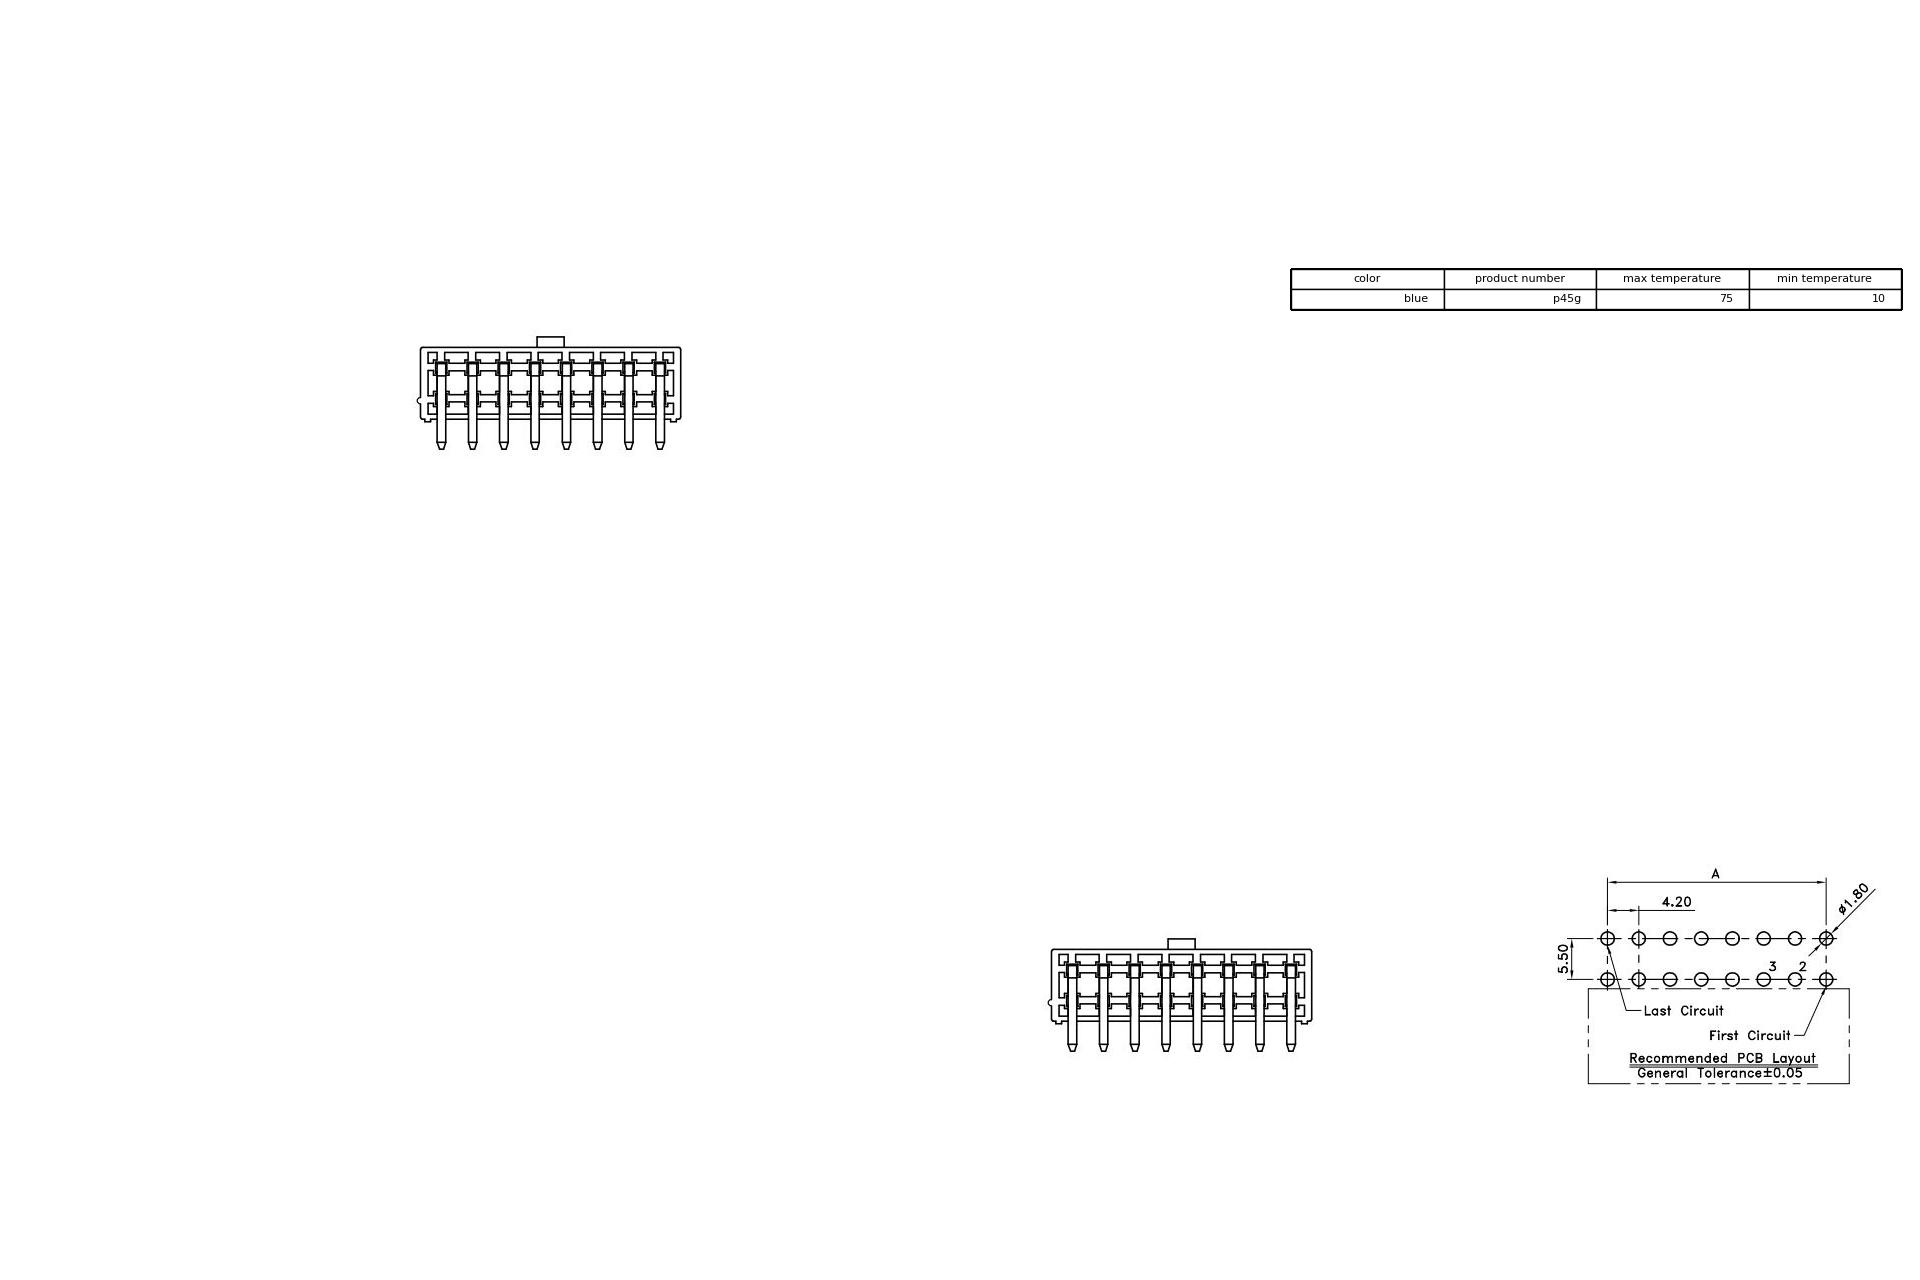 color product number max temperature min temperature
blue p45g 75 10
A
4.20
ø1.80
5.50
3 2
Last Circuit
First Circuit
Recommended PCB Layout
General Tolerance±0.05